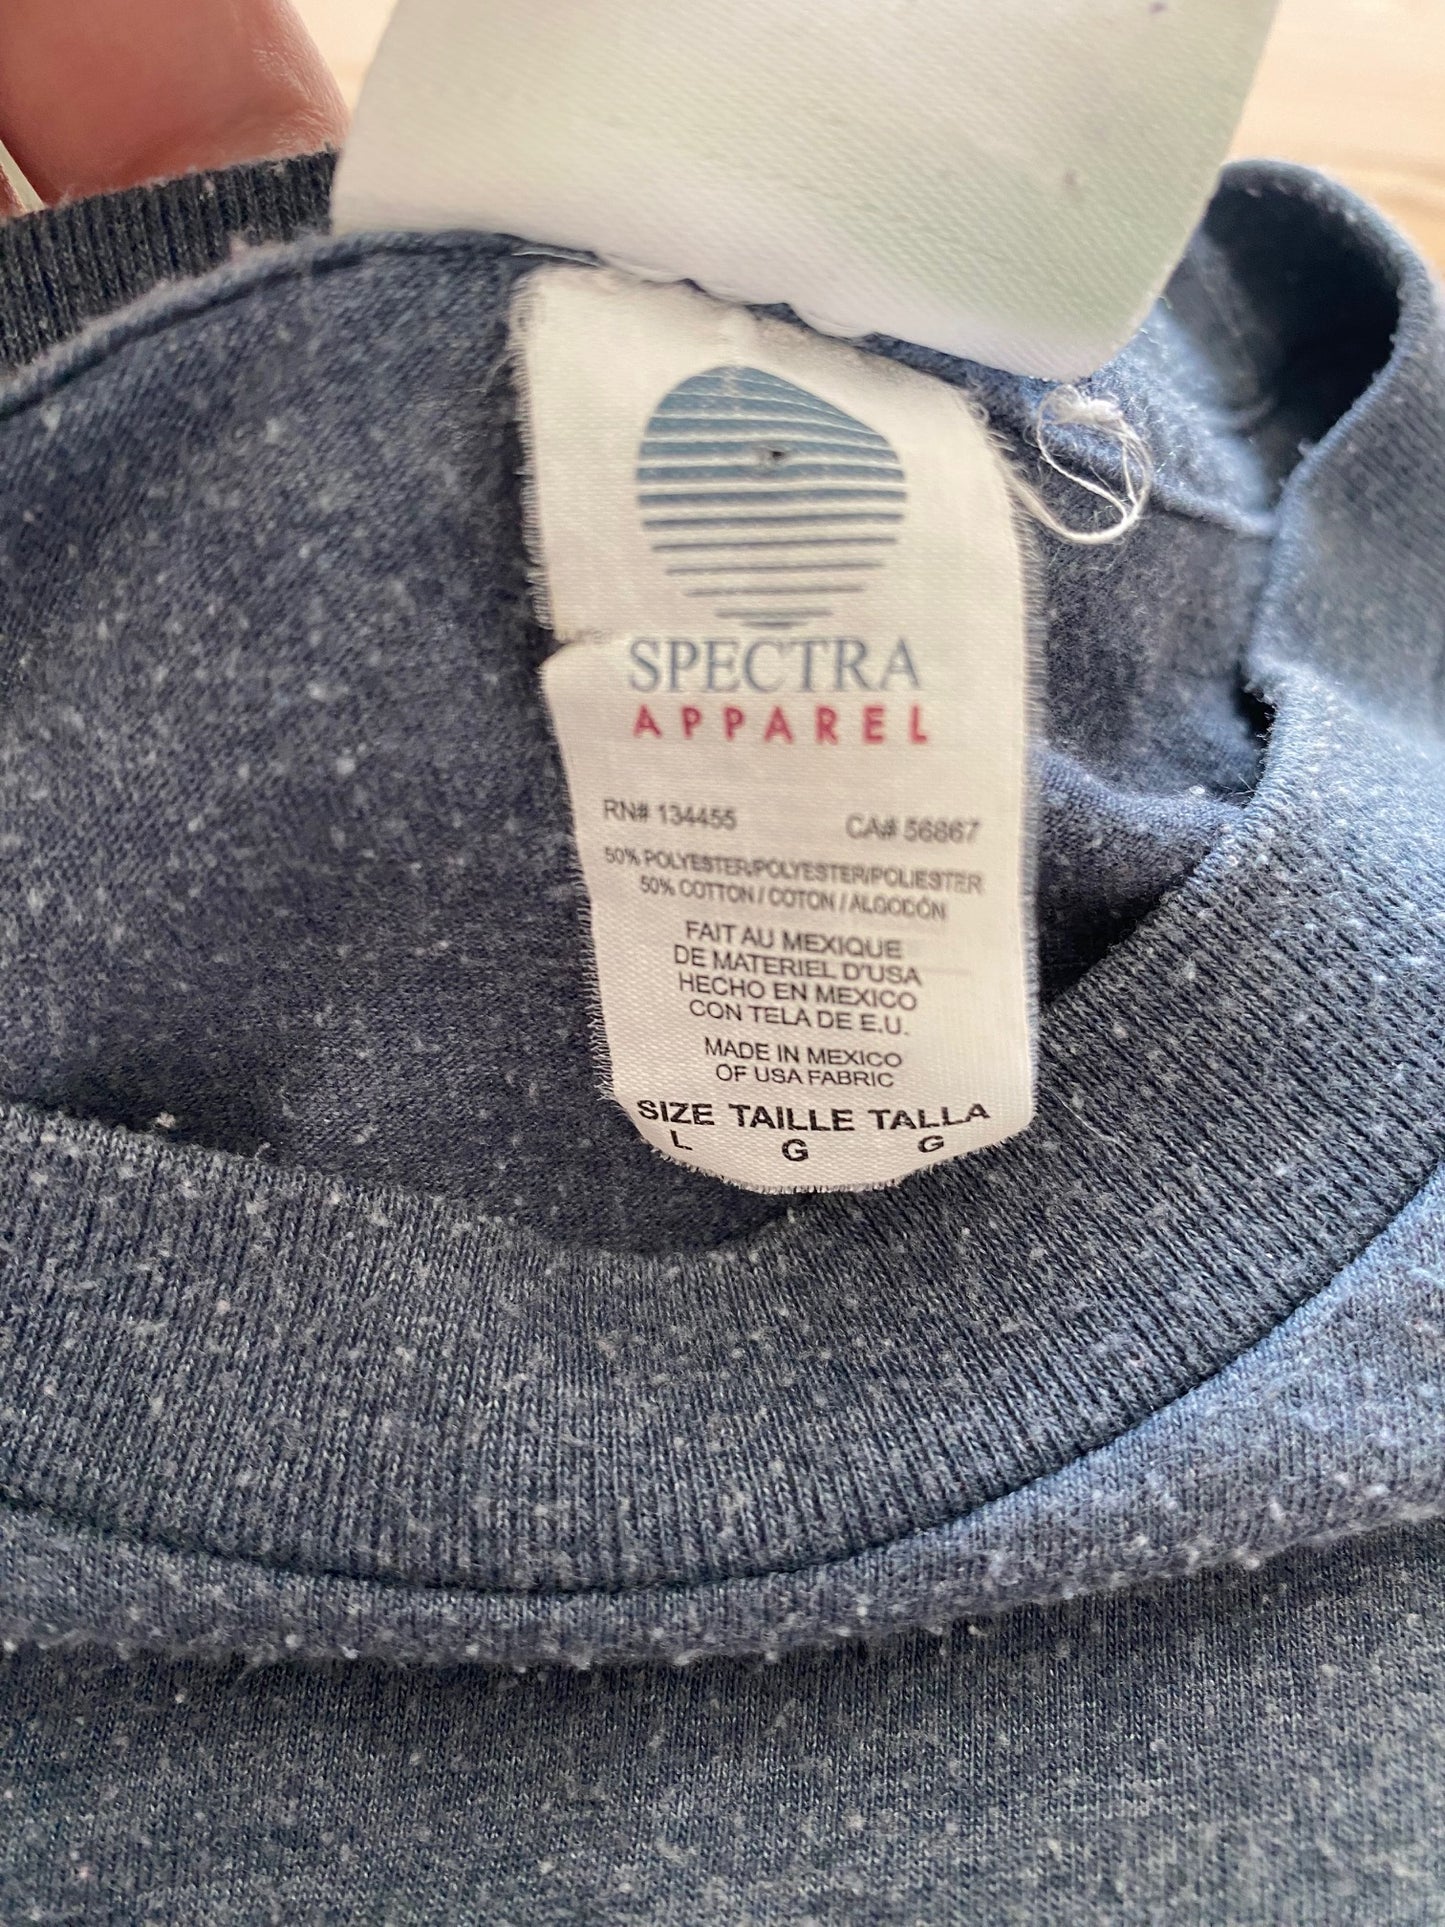 SPECTRA
APPAREL
RN# 134455 CA# 56867
50% POLYESTER/POLYESTER/POLIESTER
50% COTTON / COTON / ALGODÓN
FAIT AU MEXIQUE
DE MATERIEL D'USA
HECHO EN MEXICO
CON TELA DE E.U.
MADE IN MEXICO
OF USA FABRIC
SIZE TAILLE TALLA
L G G